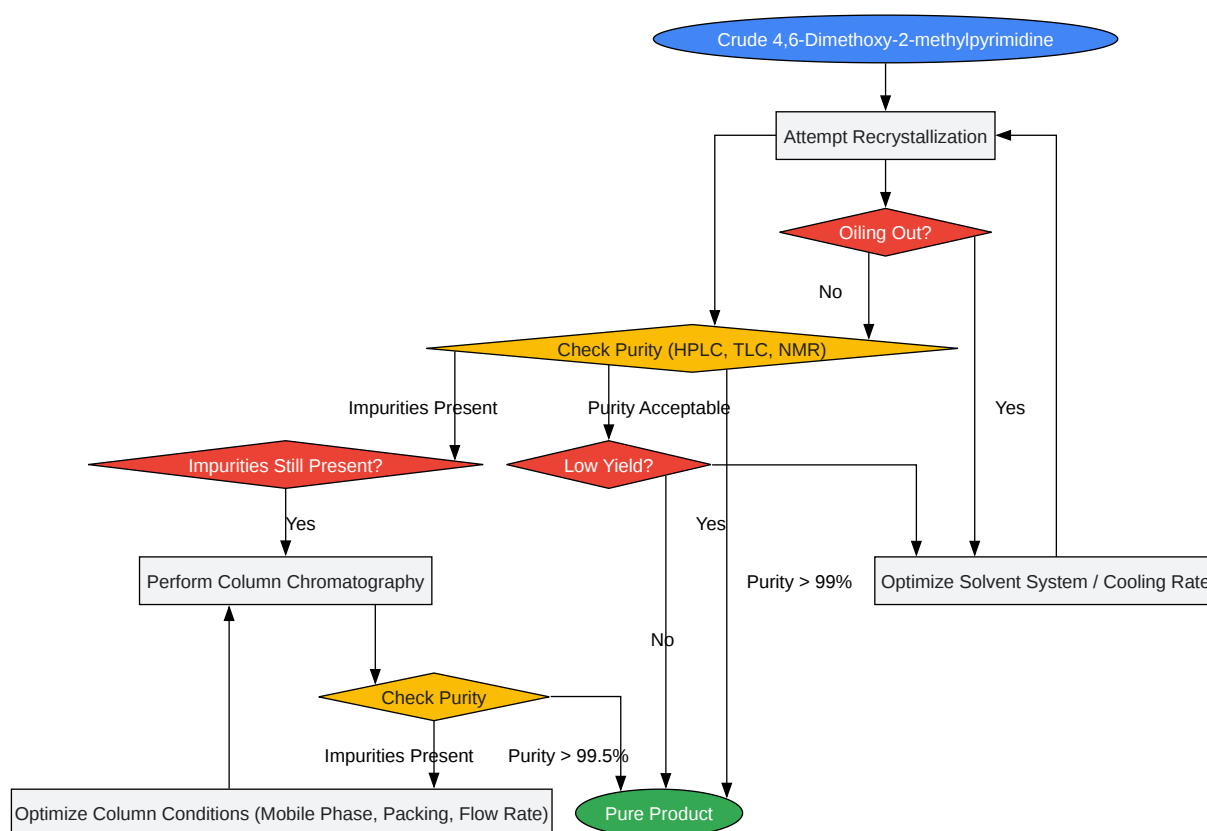 Crude 4,6-Dimethoxy-2-methylpyrimidine
Attempt Recrystallization
Oiling Out?
No
Check Purity (HPLC, TLC, NMR)
Impurities Present
Purity Acceptable
Yes
Impurities Still Present?
Low Yield?
Yes
Yes
Perform Column Chromatography
Purity > 99%
Optimize Solvent System / Cooling Rate
No
Check Purity
Impurities Present
Purity > 99.5%
Optimize Column Conditions (Mobile Phase, Packing, Flow Rate)
Pure Product